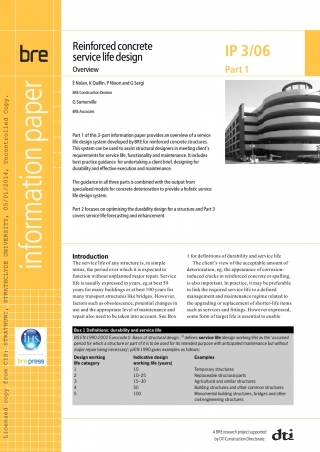 bre
information paper
Licensed copy from CIS: STRATHUNI, STRATHCLYDE UNIVERSITY, 05/01/2014, Uncontrolled Copy.
IHS
bre press
Reinforced concrete
service life design
Overview
E Nolan, K Quillin, P Nixon and G Sergi
BRE Construction Division
G Somerville
BRE Associate
IP 3/06
Part 1
Part 1 of this 3-part information paper provides an overview of a service
life design system developed by BRE for reinforced concrete structures.
This system can be used to assist structural designers in meeting client's
requirements for service life, functionality and maintenance. It includes
best practice guidance for undertaking a client brief, designing for
durability and effective execution and maintenance.
The guidance in all three parts is combined with the output from
specialised models for concrete deterioration to provide a holistic service
life design system.
Part 2 focuses on optimising the durability design for a structure and Part 3
covers service life forecasting and enhancement.
Introduction
The service life of any structure is, in simple
terms, the period over which it is expected to
function without unplanned major repair. Service
life is usually expressed in years, eg at least 50
years for many buildings or at best 100 years for
many transport structures like bridges. However,
factors such as obsolescence, potential changes in
use and the appropriate level of maintenance and
repair also need to be taken into account. See Box
1 for definitions of durability and service life
The client's view of the acceptable amount of
deterioration, eg, the appearance of corrosion-
induced cracks in reinforced concrete or spalling,
is also important. In practice, it may be preferable
to link the required service life to a defined
management and maintenance regime related to
the upgrading or replacement of shorter-life items
such as services and fittings. However expressed,
some form of target life is essential to enable
Box 1 Definitions: durability and service life
BS EN 1990:2002 Eurocode 0. Basis of structural design. defines service life (design working life) as the 'assumed
period for which a structure or part of it is to be used for its intended purpose with anticipated maintenance but without
major repair being necessary'; prEN 1990 gives examples as follows:
Design working Indicative design Examples
life category working life (years)
1 10 Temporary structures
2 10–25 Replaceable structural parts
3 15–30 Agricultural and similar structures
4 50 Building structures and other common structures
5 100 Monumental building structures, bridges and other
civil engineering structures
A BRE research project supported
by DTI Construction Directorate
dti